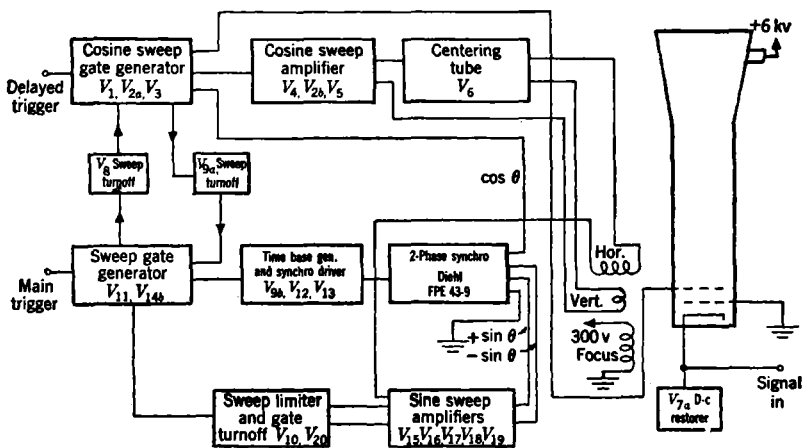 Cosine sweep
gate generator
V1, V2a, V3
Delayed
trigger
Cosine sweep
amplifier
V4, V2b, V5
Centering
tube
V6
+6 kv
V8 Sweep
turnoff
V9a, Sweep
turnoff
cos θ
Main
trigger
Sweep gate
generator
V11, V14b
Time base gen.
and synchro driver
V9b, V12, V13
2-Phase synchro
Diehl
FPE 43-9
Hor.
Vert.
300 v
Focus
+ sin θ
− sin θ
Sweep limiter
and gate
turnoff V10, V20
Sine sweep
amplifiers
V15 V16 V17 V18 V19
V7a D-c
restorer
Signal
in